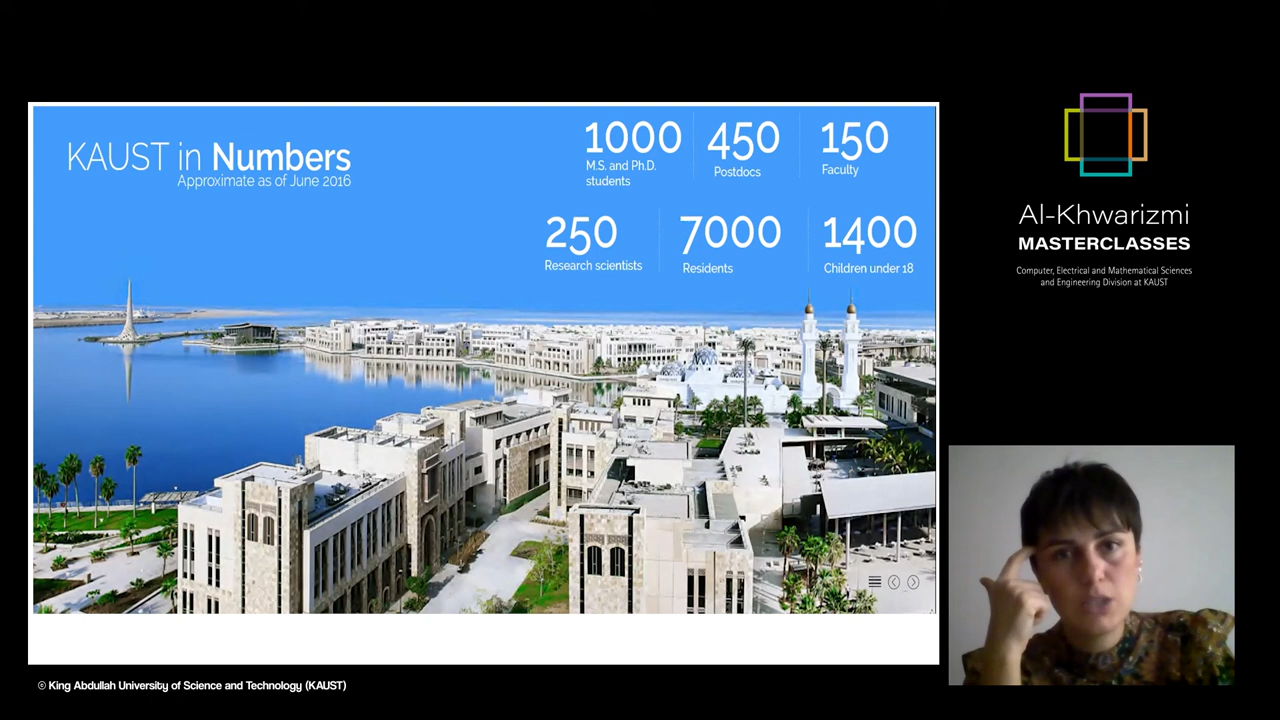 KAUST in Numbers
Approximate as of June 2016
1000
M.S. and Ph.D.
students
450
Postdocs
150
Faculty
250
Research scientists
7000
Residents
1400
Children under 18
Al-Khwarizmi
MASTERCLASSES
Computer, Electrical and Mathematical Sciences
and Engineering Division at KAUST
© King Abdullah University of Science and Technology (KAUST)